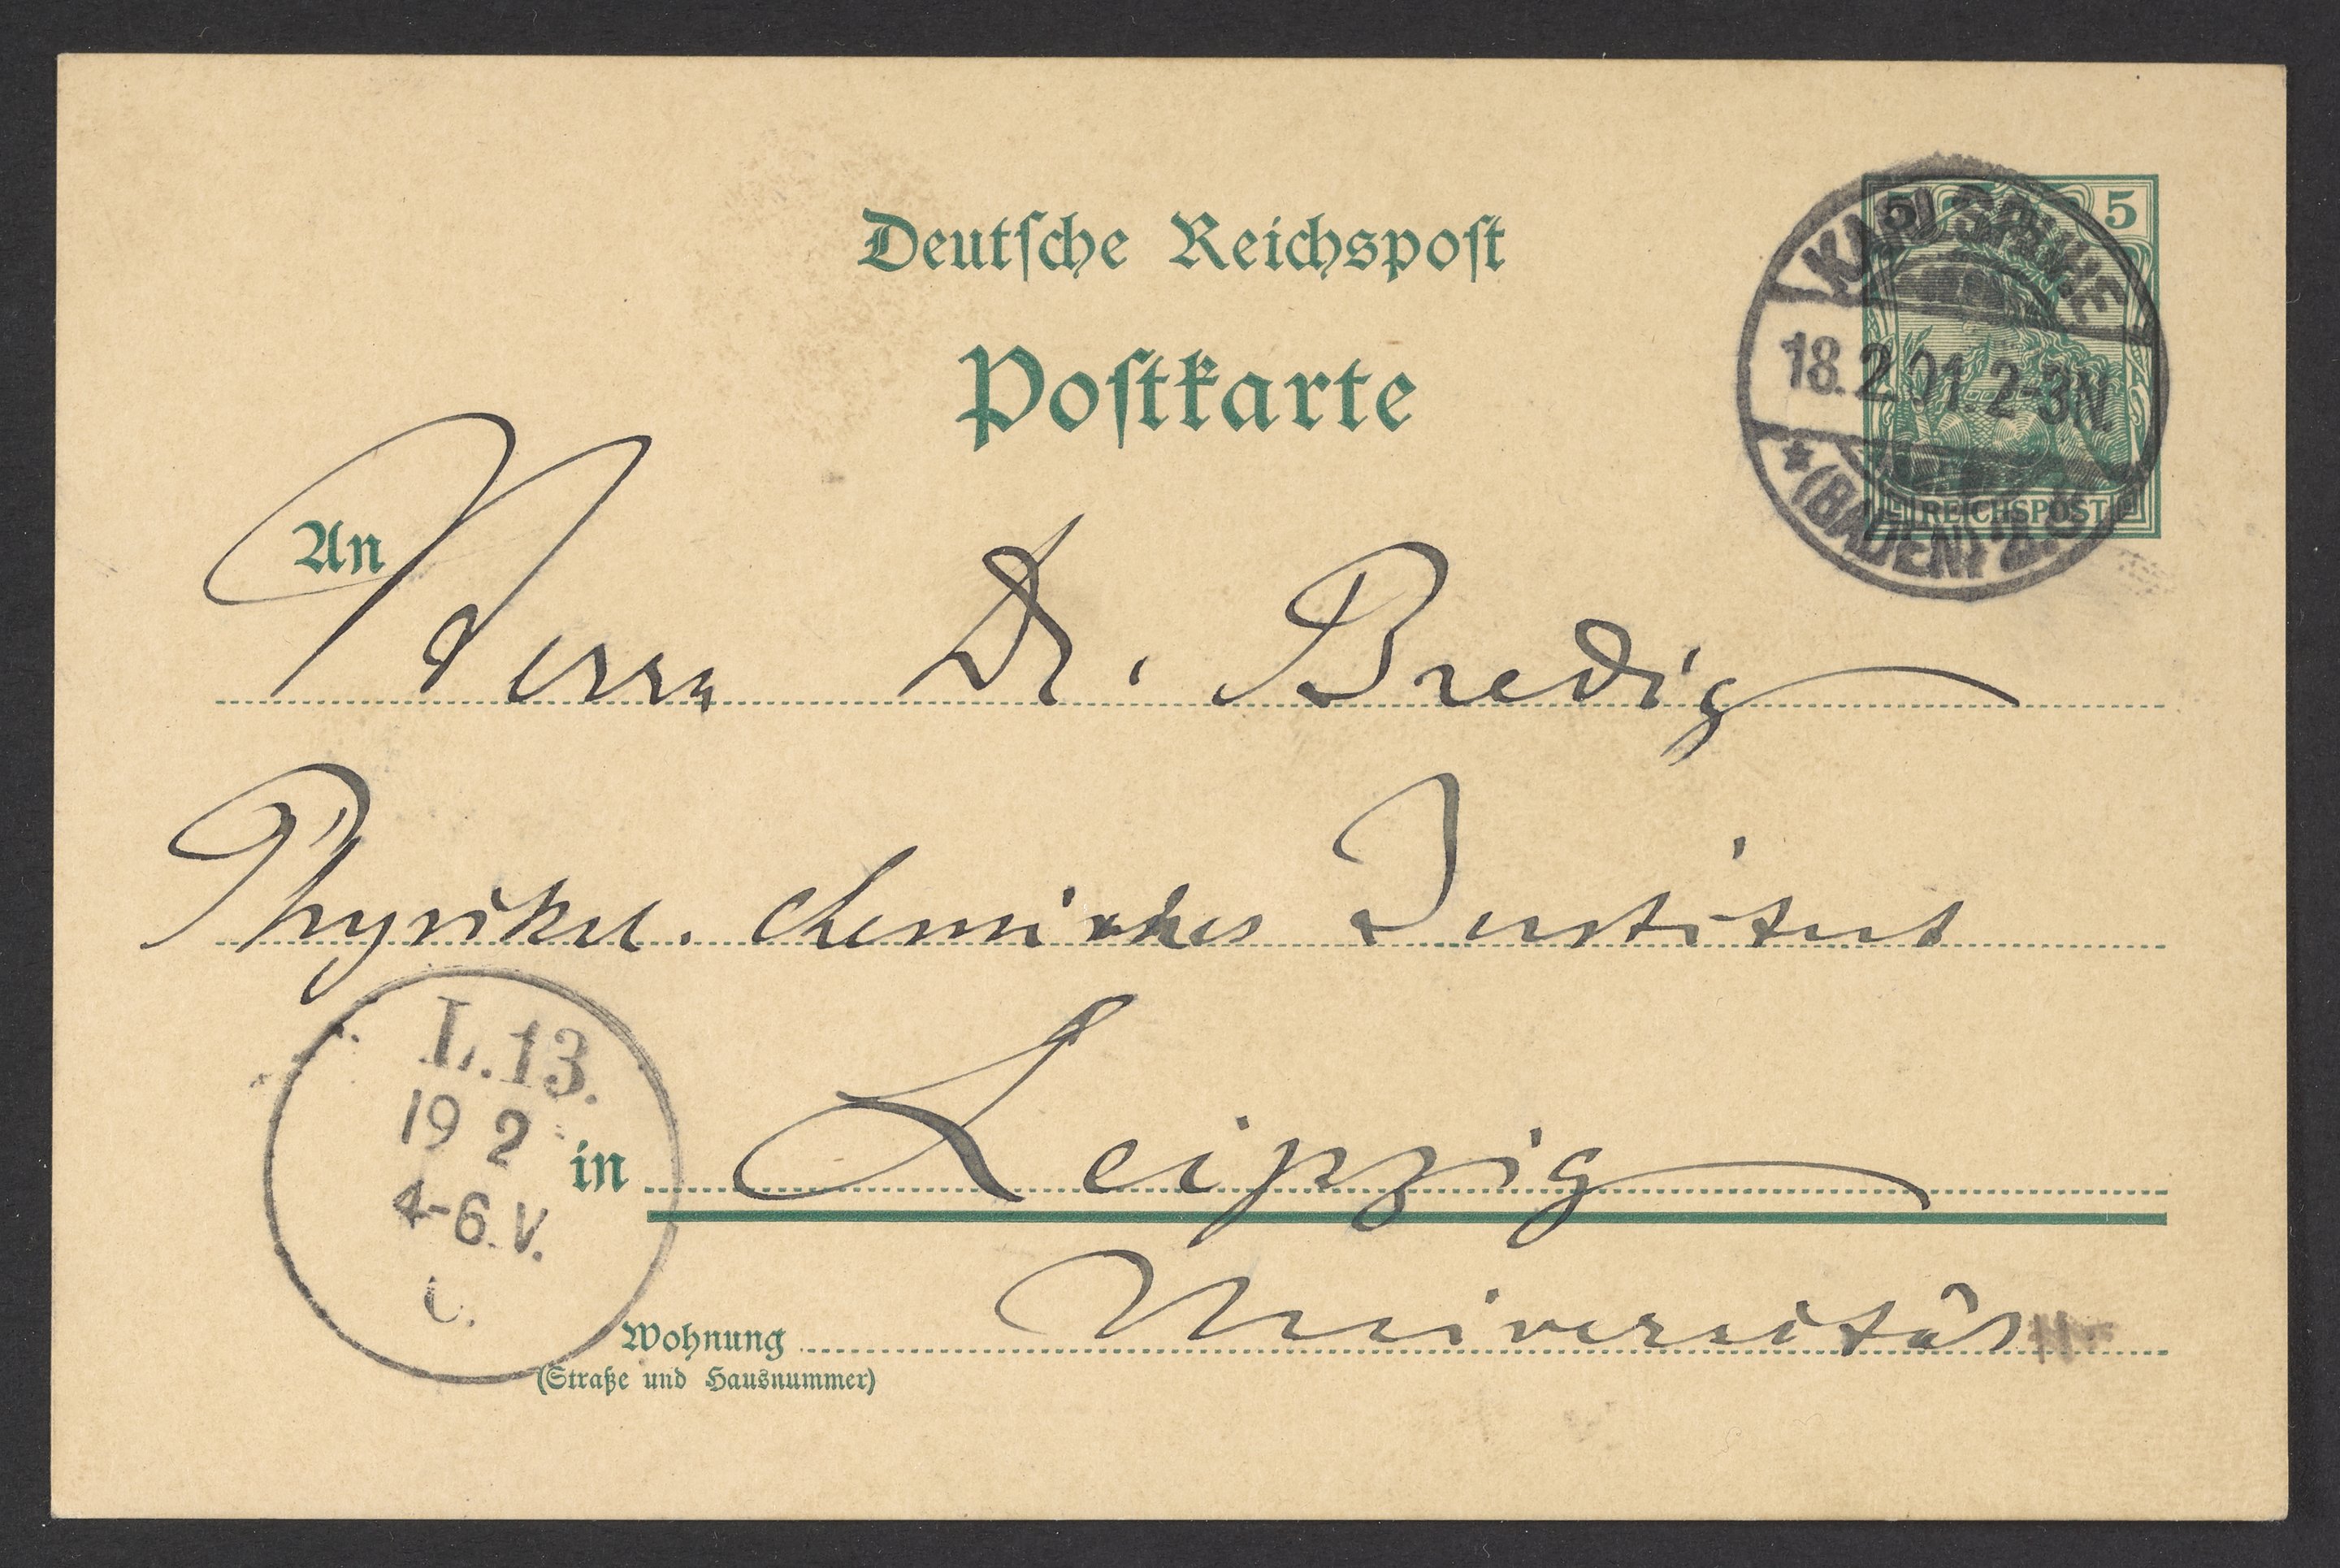 Deutſche Reichspoſt
Poſtkarte
5 5
KARLSRUHE
18.2.01.2-3N.
* (BADEN)
REICHSPOST
An Herrn Dr. Bredig
Physikal. chemisches Institut
L.13.
19 2
4-6.V.
in Leipzig
Wohnung Universität
(Straße und Hausnummer)